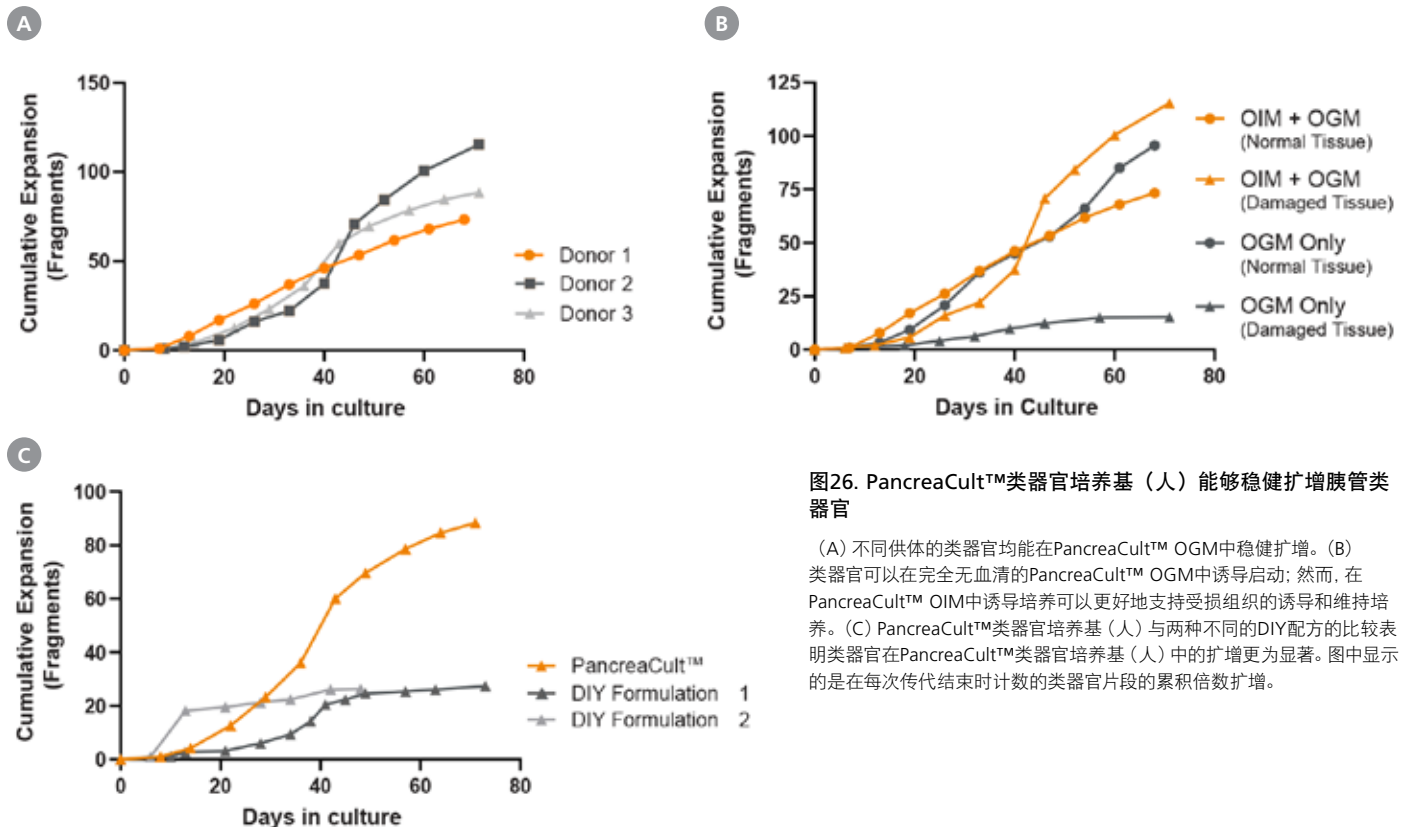 A
Cumulative Expansion
(Fragments)
150
100
50
0
0 20 40 60 80
Days in culture
Donor 1
Donor 2
Donor 3
B
Cumulative Expansion
(Fragments)
125
100
75
50
25
0
0 20 40 60 80
Days in Culture
OIM + OGM
(Normal Tissue)
OIM + OGM
(Damaged Tissue)
OGM Only
(Normal Tissue)
OGM Only
(Damaged Tissue)
C
Cumulative Expansion
(Fragments)
100
80
60
40
20
0
0 20 40 60 80
Days in culture
PancreaCult™
DIY Formulation 1
DIY Formulation 2
图26. PancreaCult™类器官培养基（人）能够稳健扩增胰管类
器官
（A）不同供体的类器官均能在PancreaCult™ OGM中稳健扩增。（B）
类器官可以在完全无血清的PancreaCult™ OGM中诱导启动；然而，在
PancreaCult™ OIM中诱导培养可以更好地支持受损组织的诱导和维持培
养。（C）PancreaCult™类器官培养基（人）与两种不同的DIY配方的比较表
明类器官在PancreaCult™类器官培养基（人）中的扩增更为显著。图中显示
的是在每次传代结束时计数的类器官片段的累积倍数扩增。